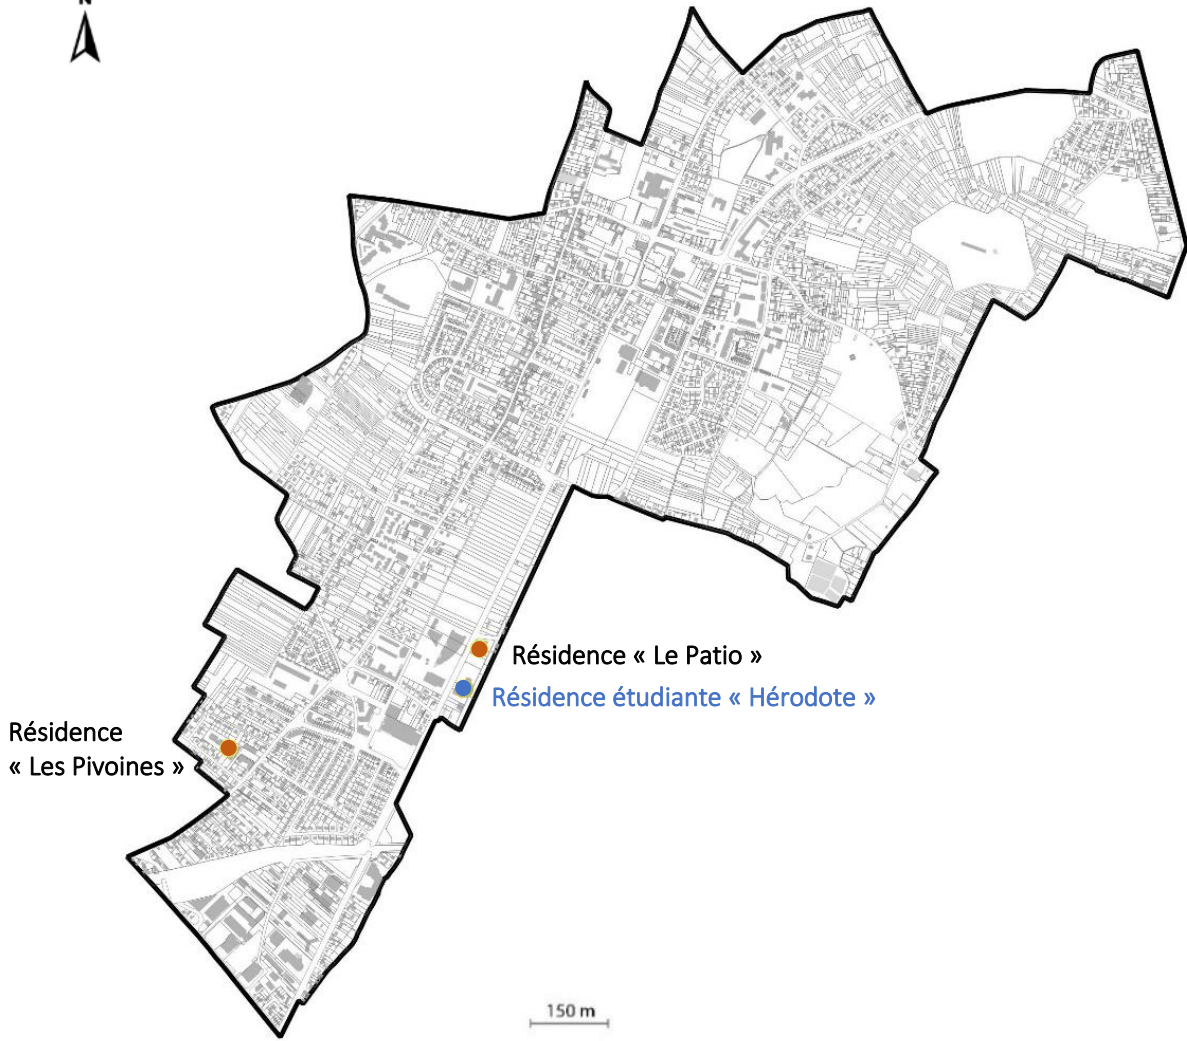 N
Résidence « Le Patio »
Résidence étudiante « Hérodote »
Résidence
« Les Pivoines »
150 m